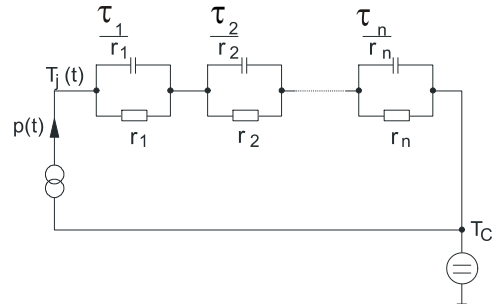 τ1 τ2 τn
r1 r2 rn
Tj(t)
r1 r2 rn
p(t)
TC